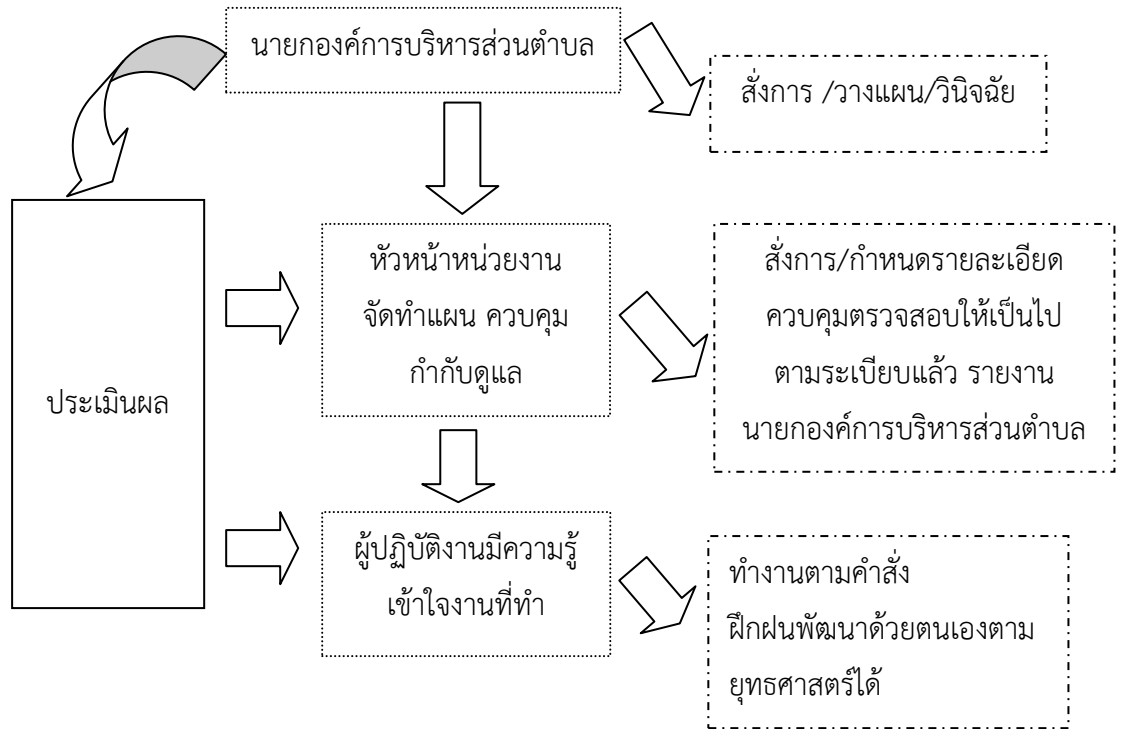 นายกองค์การบริหารส่วนตำบล
สั่งการ /วางแผน/วินิจฉัย
หัวหน้าหน่วยงาน
จัดทำแผน ควบคุม
กำกับดูแล
สั่งการ/กำหนดรายละเอียด
ควบคุมตรวจสอบให้เป็นไป
ตามระเบียบแล้ว รายงาน
นายกองค์การบริหารส่วนตำบล
ประเมินผล
ผู้ปฏิบัติงานมีความรู้
เข้าใจงานที่ทำ
ทำงานตามคำสั่ง
ฝึกฝนพัฒนาด้วยตนเองตาม
ยุทธศาสตร์ได้